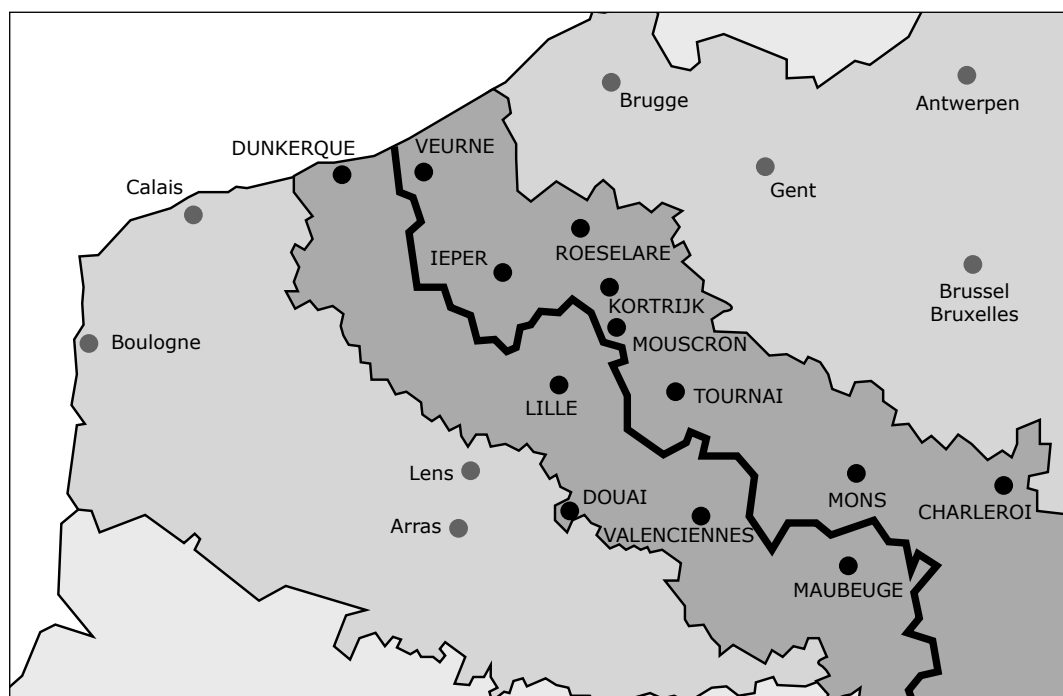 Brugge
Antwerpen
DUNKERQUE
VEURNE
Calais
Gent
IEPER
ROESELARE
KORTRIJK
Brussel
Bruxelles
Boulogne
MOUSCRON
LILLE
TOURNAI
Lens
DOUAI
MONS
CHARLEROI
Arras
VALENCIENNES
MAUBEUGE